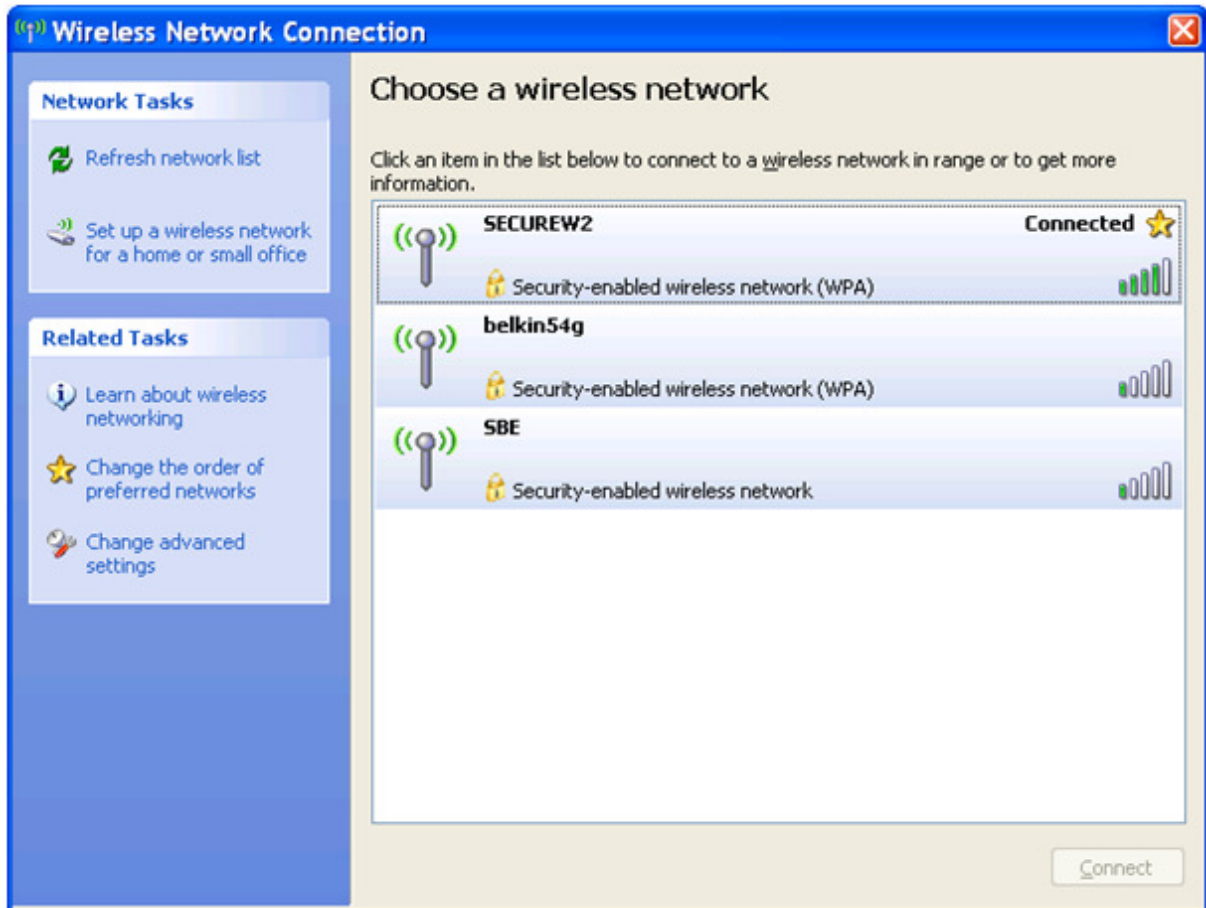 Wireless Network Connection
Network Tasks
Refresh network list
Set up a wireless network
for a home or small office
Related Tasks
Learn about wireless
networking
Change the order of
preferred networks
Change advanced
settings
Choose a wireless network
Click an item in the list below to connect to a wireless network in range or to get more
information.
SECUREW2 Connected
Security-enabled wireless network (WPA)
belkin54g
Security-enabled wireless network (WPA)
SBE
Security-enabled wireless network
Connect